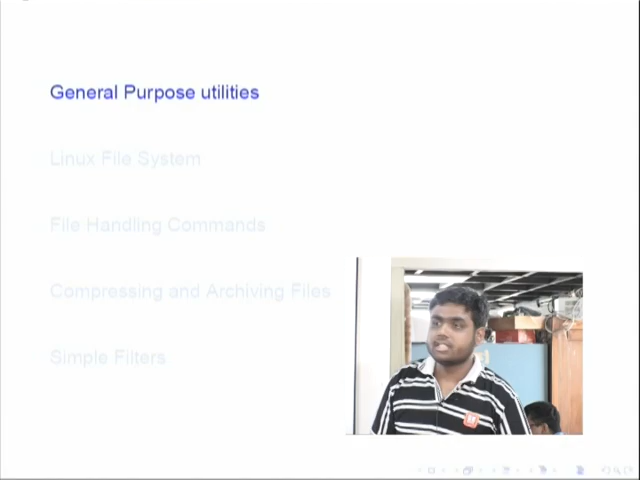 General Purpose utilities
Linux File System
File Handling Commands
Compressing and Archiving Files
Simple Filters